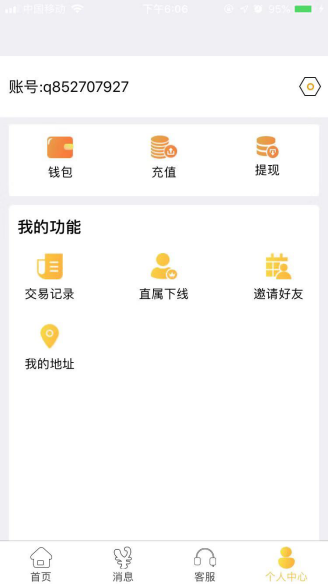 中国移动 下午6:06 95%
账号:q852707927
钱包 充值 提现
我的功能
交易记录 直属下线 邀请好友
我的地址
首页 消息 客服 个人中心